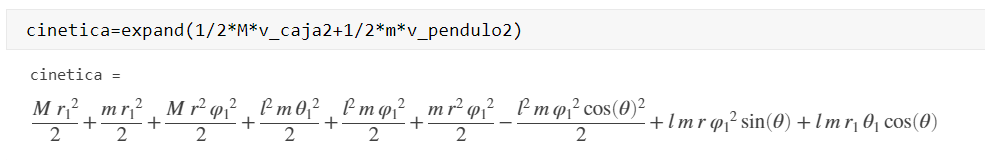 cinetica=expand(1/2*M*v_caja2+1/2*m*v_pendulo2)
cinetica =
M r₁²/2 + m r₁²/2 + M r² φ₁²/2 + l² m θ₁²/2 + l² m φ₁²/2 + m r² φ₁²/2 − l² m φ₁² cos(θ)²/2 + l m r φ₁² sin(θ) + l m r₁ θ₁ cos(θ)